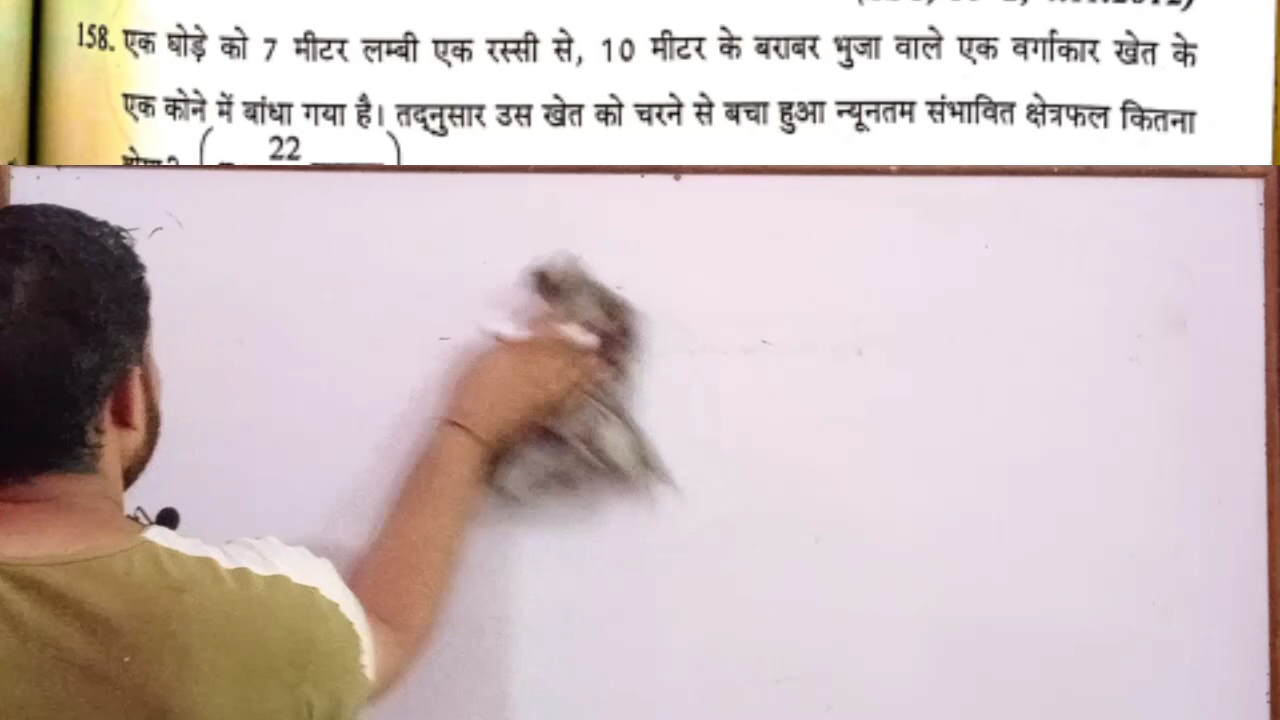 158. एक घोड़े को 7 मीटर लम्बी एक रस्सी से, 10 मीटर के बराबर भुजा वाले एक वर्गाकार खेत के
एक कोने में बांधा गया है। तद्नुसार उस खेत को चरने से बचा हुआ न्यूनतम संभावित क्षेत्रफल कितना
22